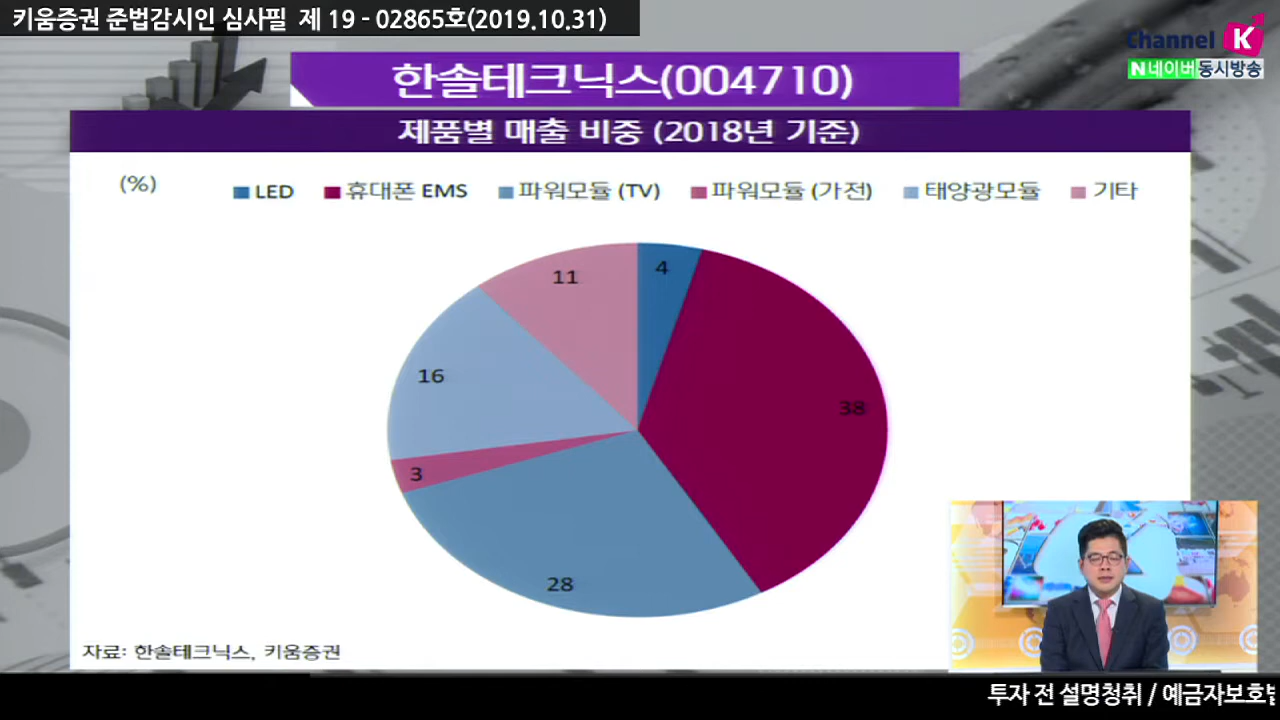 키움증권 준법감시인 심사필 제 19 - 02865호(2019.10.31)
Channel K
N네이버 동시방송
한솔테크닉스(004710)
제품별 매출 비중 (2018년 기준)
(%)
LED 휴대폰 EMS 파워모듈 (TV) 파워모듈 (가전) 태양광모듈 기타
11
4
16
38
3
28
자료: 한솔테크닉스, 키움증권
투자 전 설명청취 / 예금자보호